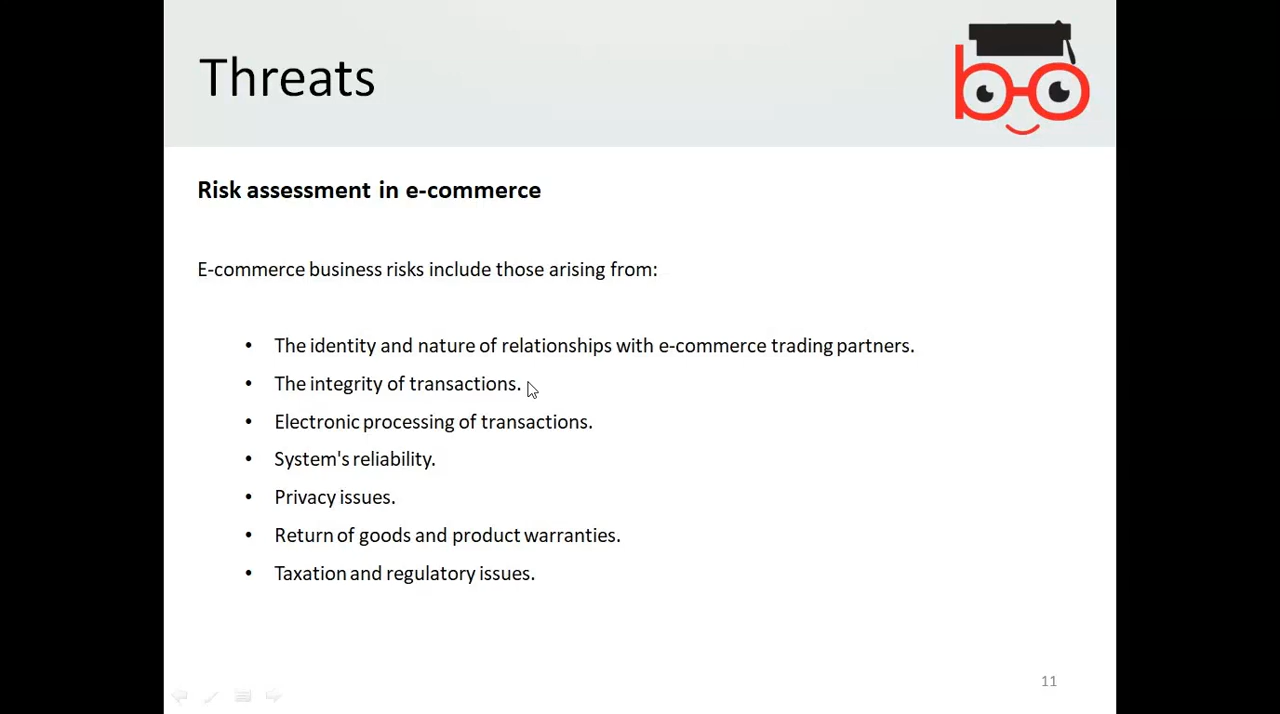 Threats
Risk assessment in e-commerce
E-commerce business risks include those arising from:
• The identity and nature of relationships with e-commerce trading partners.
• The integrity of transactions.
• Electronic processing of transactions.
• System's reliability.
• Privacy issues.
• Return of goods and product warranties.
• Taxation and regulatory issues.
11